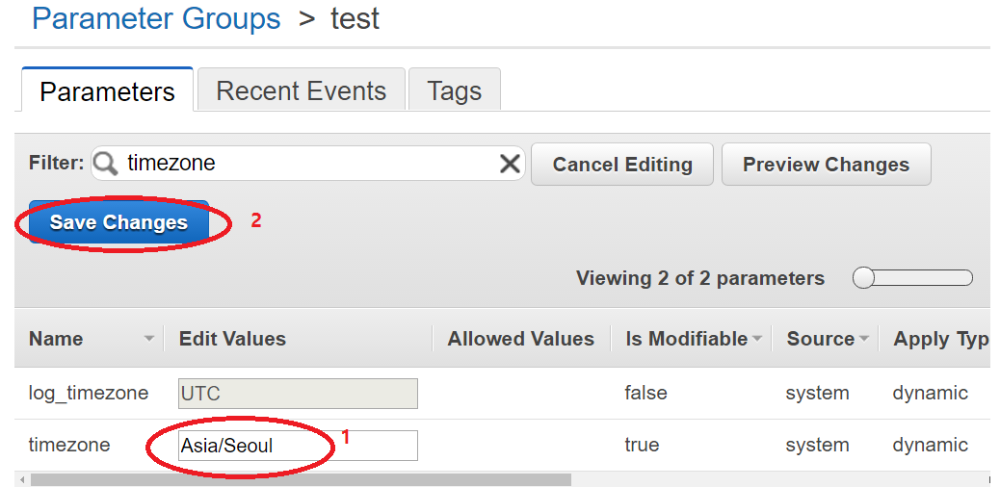 Parameter Groups > test
Parameters Recent Events Tags
Filter: timezone Cancel Editing Preview Changes
Save Changes 2
Viewing 2 of 2 parameters
Name Edit Values Allowed Values Is Modifiable Source Apply Typ
log_timezone UTC false system dynamic
timezone Asia/Seoul 1 true system dynamic